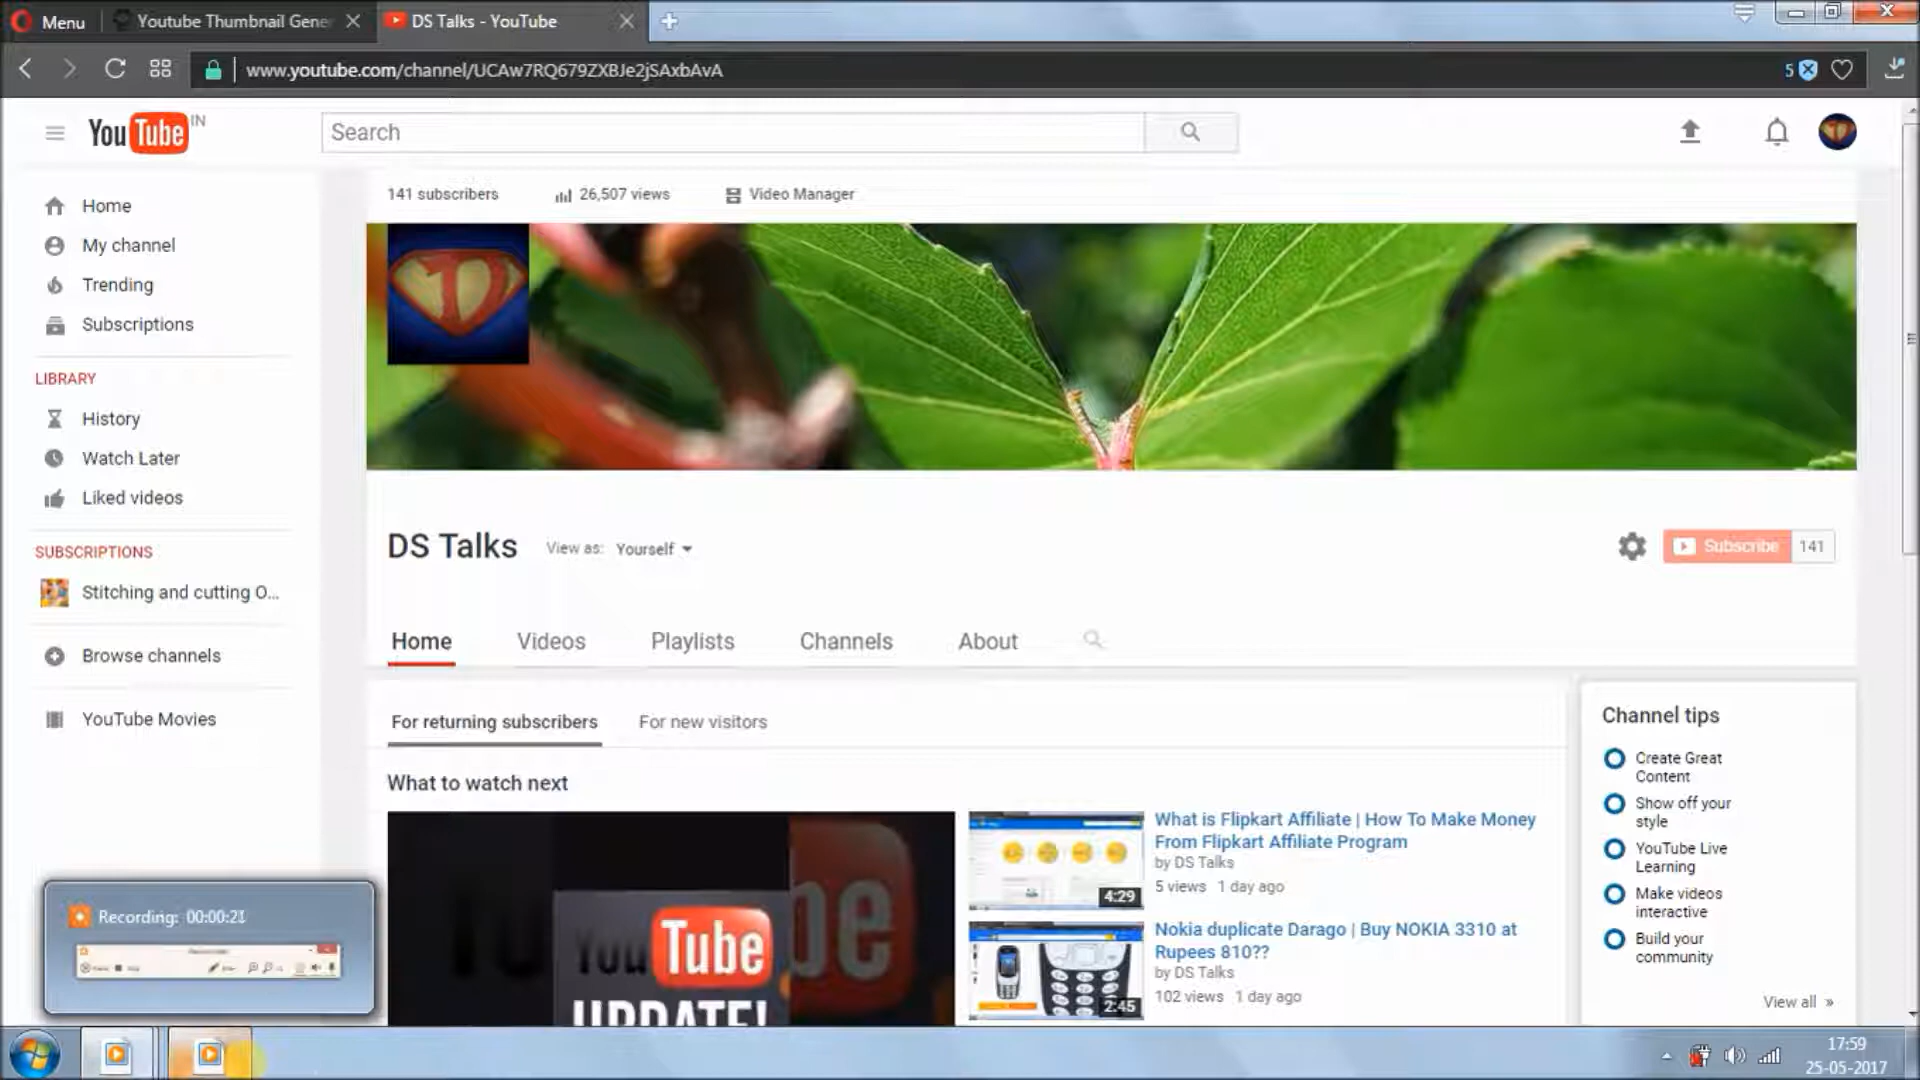 Menu
Youtube Thumbnail Gene
DS Talks - YouTube
www.youtube.com/channel/UCAw7RQ679ZXBJe2jSAxbAvA
5
YouTube IN
Search
141 subscribers
26,507 views
Video Manager
Home
My channel
Trending
Subscriptions
LIBRARY
History
Watch Later
Liked videos
SUBSCRIPTIONS
Stitching and cutting O...
Browse channels
YouTube Movies
DS Talks
View as: Yourself
Subscribe 141
Home
Videos
Playlists
Channels
About
For returning subscribers
For new visitors
What to watch next
YouTube
UPDATE!
What is Flipkart Affiliate | How To Make Money
From Flipkart Affiliate Program
by DS Talks
5 views 1 day ago
4:29
Nokia duplicate Darago | Buy NOKIA 3310 at
Rupees 810??
by DS Talks
102 views 1 day ago
2:45
Channel tips
Create Great
Content
Show off your
style
YouTube Live
Learning
Make videos
interactive
Build your
community
View all »
Recording:
17:59
25-05-2017